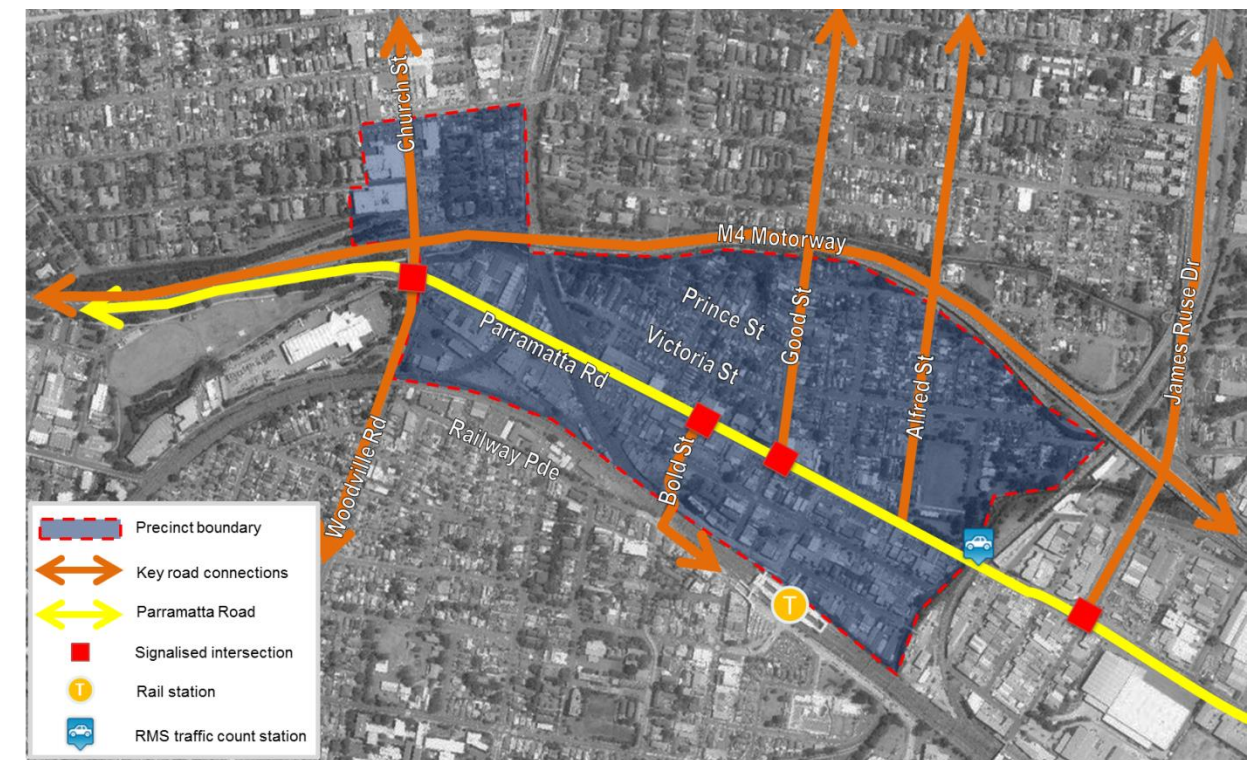 Church St
M4 Motorway
Prince St
Victoria St
Good St
James Ruse Dr
Parramatta Rd
Alfred St
Railway Pde
Bold St
Woodville Rd
T
Precinct boundary
Key road connections
Parramatta Road
Signalised intersection
T
Rail station
RMS traffic count station